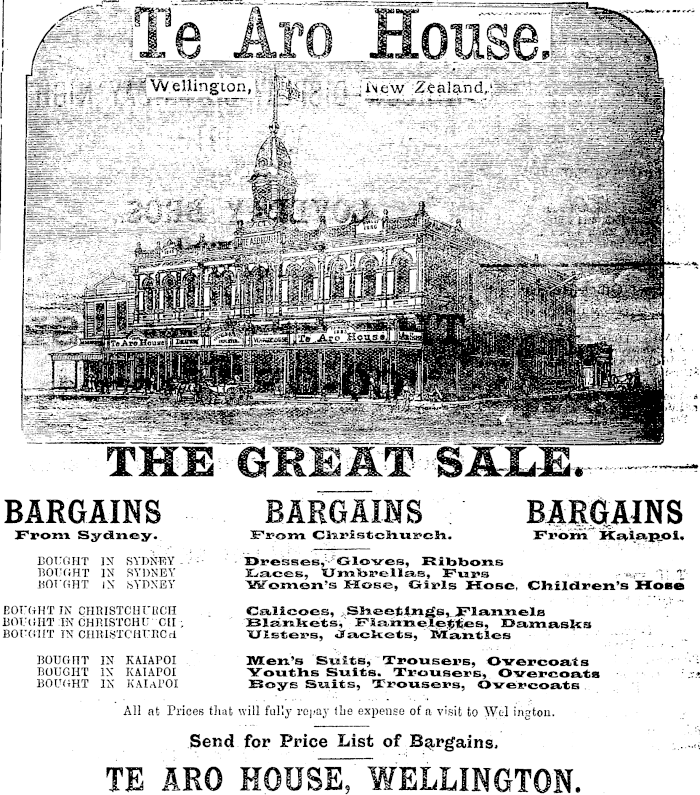 Te Aro House.
Wellington, New Zealand.
1886
Te Aro House
Te Aro House
THE GREAT SALE.
BARGAINS BARGAINS BARGAINS
From Sydney. From Christchurch. From Kaiapoi.
BOUGHT IN SYDNEY Dresses, Gloves, Ribbons
BOUGHT IN SYDNEY Laces, Umbrellas, Furs
BOUGHT IN SYDNEY Women's Hose, Girls Hose, Children's Hose
BOUGHT IN CHRISTCHURCH Calicoes, Sheetings, Flannels
BOUGHT IN CHRISTCHU CH Blankets, Flannelettes, Damasks
BOUGHT IN CHRISTCHURCH Ulsters, Jackets, Mantles
BOUGHT IN KAIAPOI Men's Suits, Trousers, Overcoats
BOUGHT IN KAIAPOI Youths Suits, Trousers, Overcoats
BOUGHT IN KAIAPOI Boys Suits, Trousers, Overcoats
All at Prices that will fully repay the expense of a visit to Wel ington.
Send for Price List of Bargains.
TE ARO HOUSE, WELLINGTON.